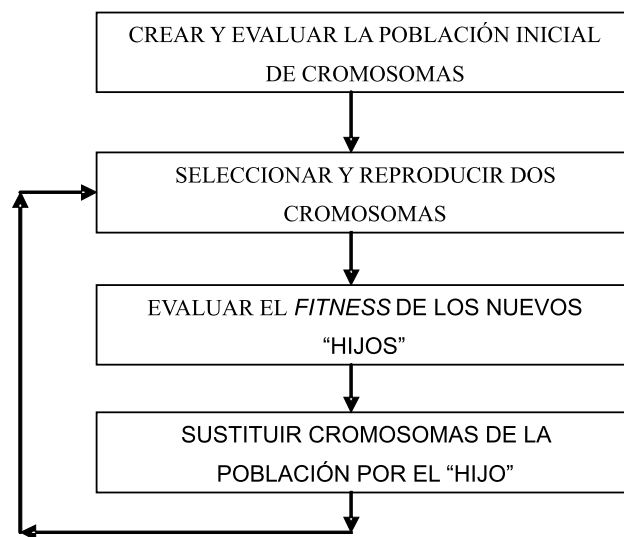 CREAR Y EVALUAR LA POBLACIÓN INICIAL
DE CROMOSOMAS
SELECCIONAR Y REPRODUCIR DOS
CROMOSOMAS
EVALUAR EL FITNESS DE LOS NUEVOS
“HIJOS”
SUSTITUIR CROMOSOMAS DE LA
POBLACIÓN POR EL “HIJO”